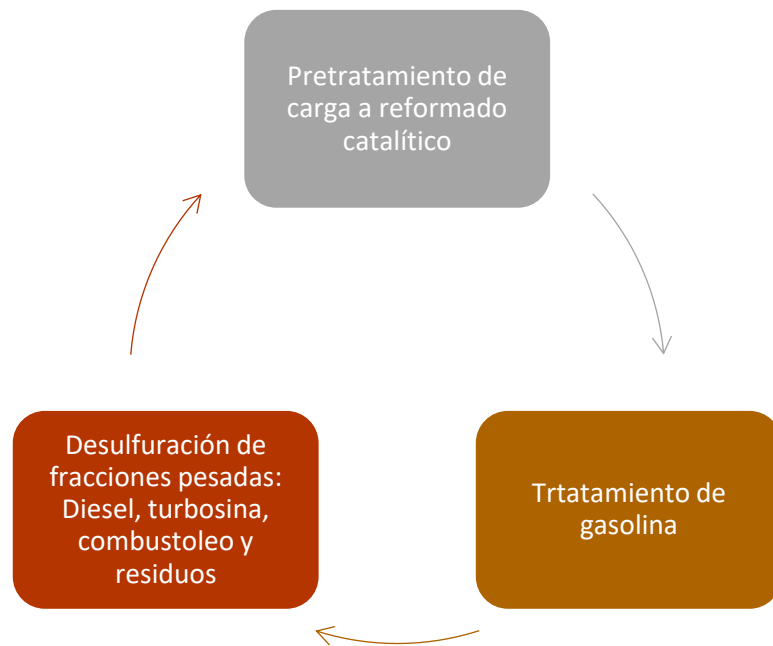 Pretratamiento de
carga a reformado
catalítico
Trtatamiento de
gasolina
Desulfuración de
fracciones pesadas:
Diesel, turbosina,
combustoleo y
residuos